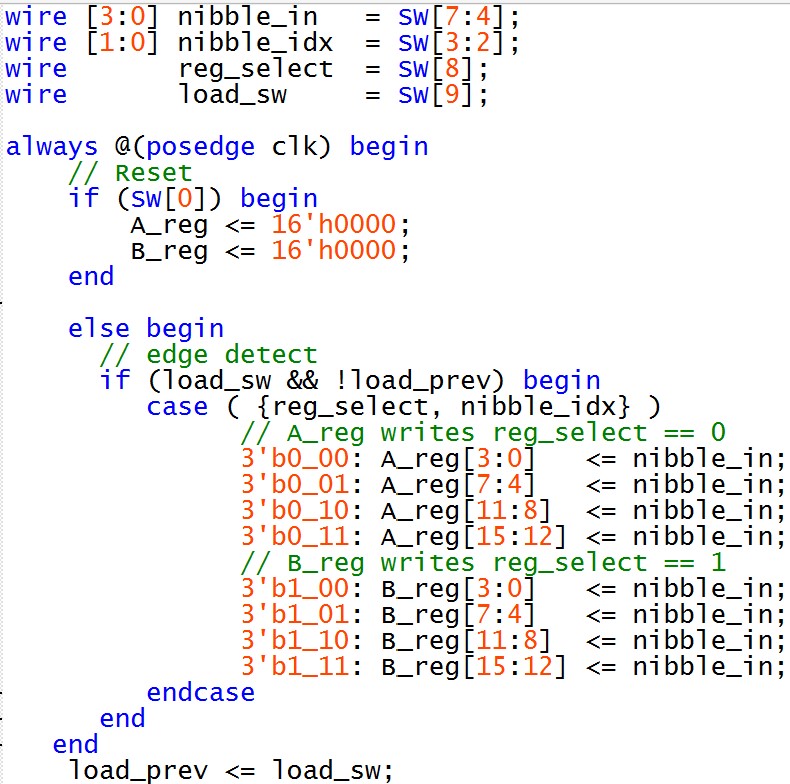 wire [3:0] nibble_in   = SW[7:4];
wire [1:0] nibble_idx  = SW[3:2];
wire       reg_select  = SW[8];
wire       load_sw     = SW[9];
always @(posedge clk) begin
    // Reset
    if (SW[0]) begin
        A_reg <= 16'h0000;
        B_reg <= 16'h0000;
    end
    else begin
      // edge detect
      if (load_sw && !load_prev) begin
         case ( {reg_select, nibble_idx} )
               // A_reg writes reg_select == 0
               3'b0_00: A_reg[3:0]   <= nibble_in;
               3'b0_01: A_reg[7:4]   <= nibble_in;
               3'b0_10: A_reg[11:8]  <= nibble_in;
               3'b0_11: A_reg[15:12] <= nibble_in;
               // B_reg writes reg_select == 1
               3'b1_00: B_reg[3:0]   <= nibble_in;
               3'b1_01: B_reg[7:4]   <= nibble_in;
               3'b1_10: B_reg[11:8]  <= nibble_in;
               3'b1_11: B_reg[15:12] <= nibble_in;
         endcase
      end
   end
    load_prev <= load_sw;